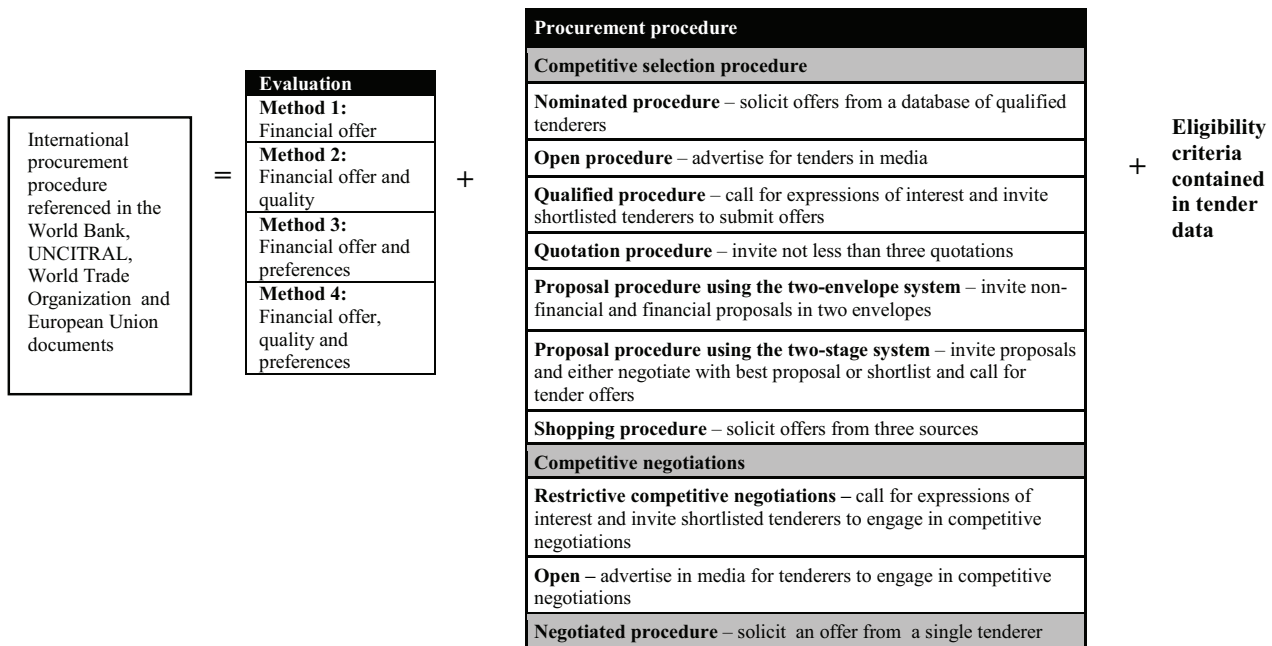 International
procurement
procedure
referenced in the
World Bank,
UNCITRAL,
World Trade
Organization and
European Union
documents
=
Evaluation
Method 1:
Financial offer
Method 2:
Financial offer and
quality
Method 3:
Financial offer and
preferences
Method 4:
Financial offer,
quality and
preferences
+
Procurement procedure
Competitive selection procedure
Nominated procedure – solicit offers from a database of qualified
tenderers
Open procedure – advertise for tenders in media
Qualified procedure – call for expressions of interest and invite
shortlisted tenderers to submit offers
Quotation procedure – invite not less than three quotations
Proposal procedure using the two-envelope system – invite non-
financial and financial proposals in two envelopes
Proposal procedure using the two-stage system – invite proposals
and either negotiate with best proposal or shortlist and call for
tender offers
Shopping procedure – solicit offers from three sources
Competitive negotiations
Restrictive competitive negotiations – call for expressions of
interest and invite shortlisted tenderers to engage in competitive
negotiations
Open – advertise in media for tenderers to engage in competitive
negotiations
Negotiated procedure – solicit an offer from a single tenderer
+
Eligibility
criteria
contained
in tender
data